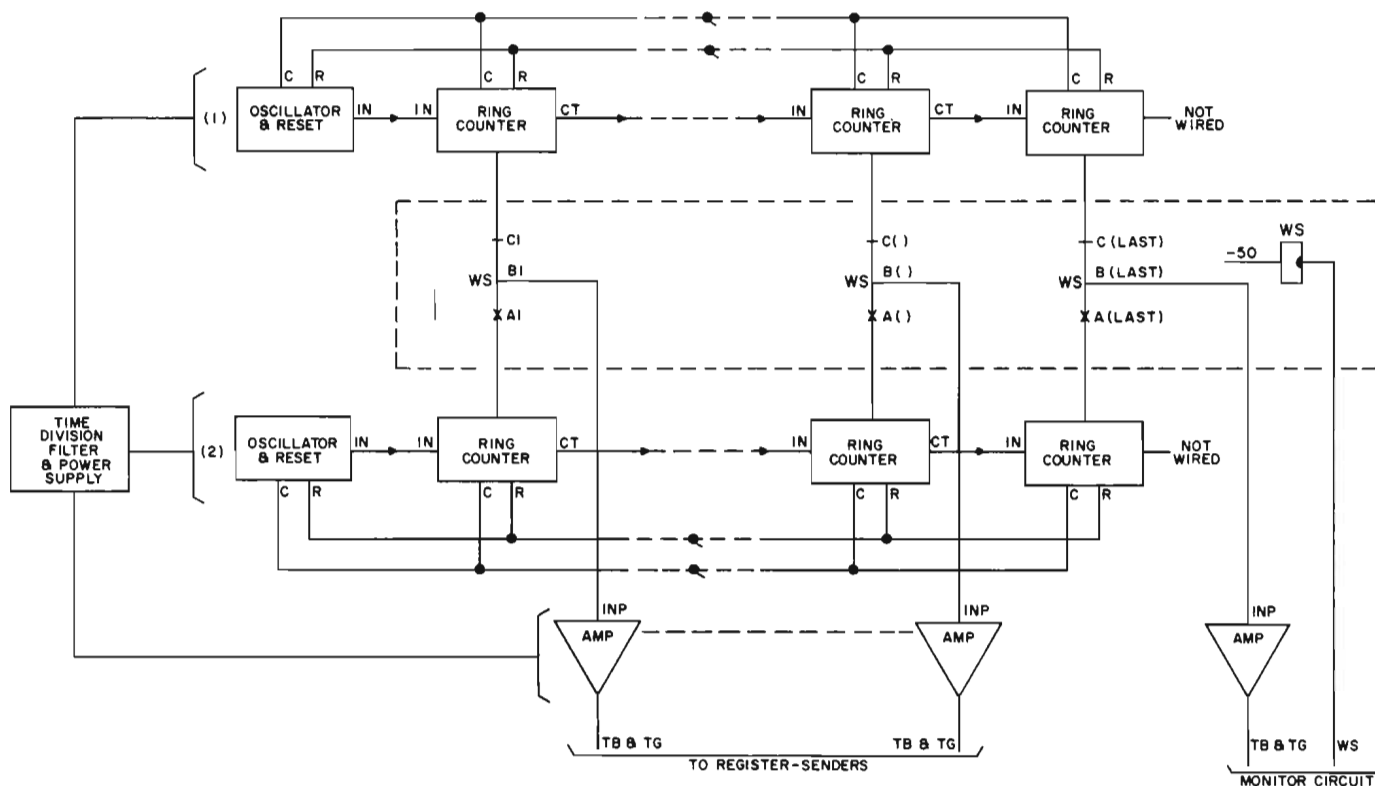 C R C R C R C R
(1) OSCILLATOR & RESET IN IN RING COUNTER CT IN RING COUNTER CT IN RING COUNTER NOT WIRED
C1 C( ) C (LAST) WS
-50
WS B1 WS B( ) WS B (LAST)
A1 A( ) A(LAST)
TIME DIVISION FILTER & POWER SUPPLY
(2) OSCILLATOR & RESET IN IN RING COUNTER CT IN RING COUNTER CT IN RING COUNTER NOT WIRED
C R C R C R C R
INP INP INP
AMP AMP AMP
TB & TG TB & TG TB & TG WS
TO REGISTER-SENDERS
MONITOR CIRCUIT